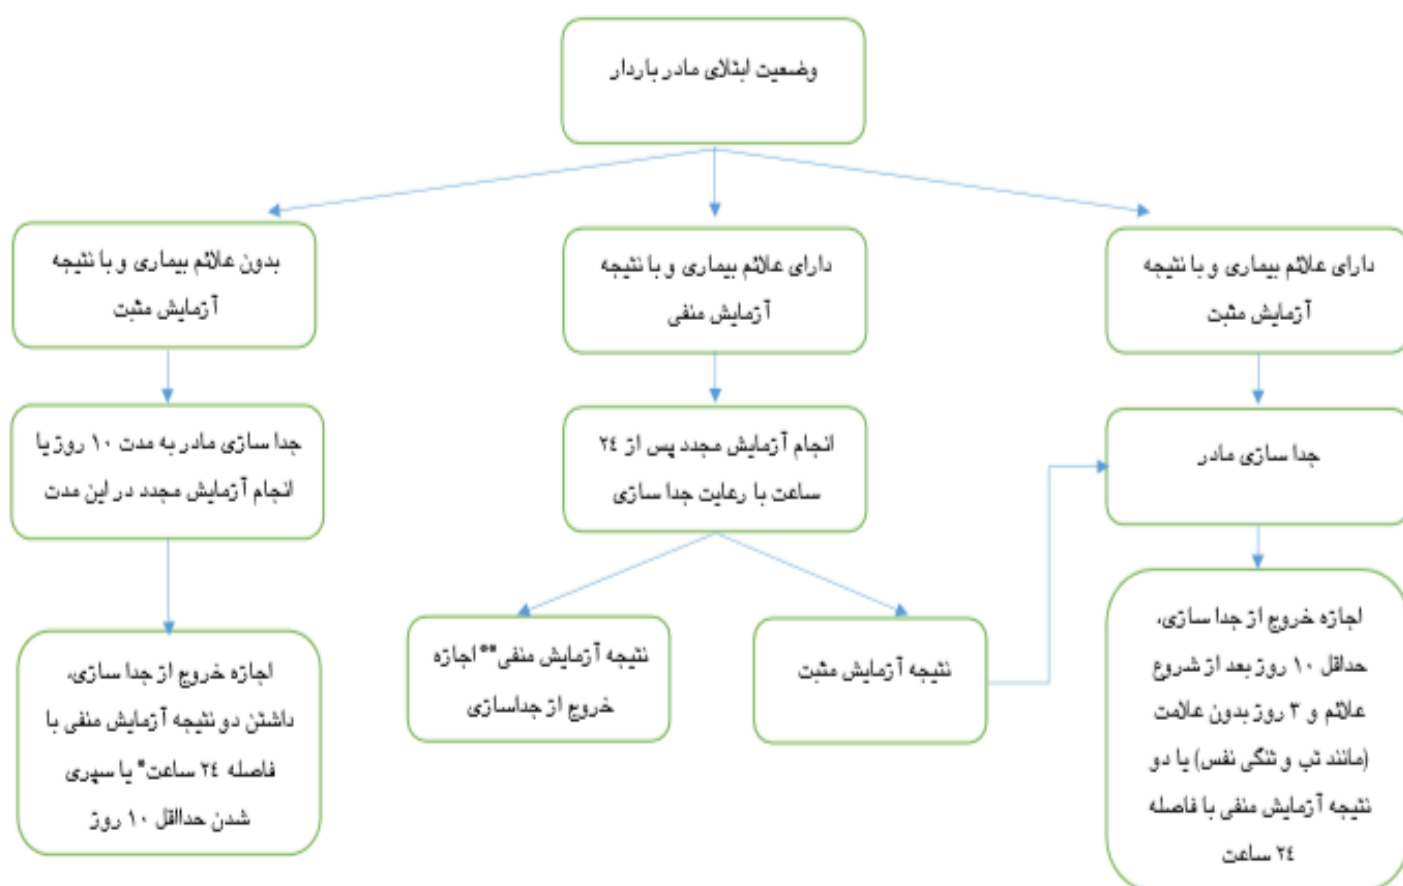 وضعیت ابتلای مادر باردار
دارای علائم بیماری و با نتیجه
آزمایش مثبت
دارای علائم بیماری و با نتیجه
آزمایش منفی
بدون علائم بیماری و با نتیجه
آزمایش مثبت
جدا سازی مادر
انجام آزمایش مجدد پس از ۲۴
ساعت با رعایت جدا سازی
جدا سازی مادر به مدت ۱۰ روز یا
انجام آزمایش مجدد در این مدت
اجازه خروج از جدا سازی،
حداقل ۱۰ روز بعد از شروع
علائم و ۳ روز بدون علامت
(مانند تب و تنگی نفس) یا دو
نتیجه آزمایش منفی با فاصله
۲۴ ساعت
نتیجه آزمایش مثبت
نتیجه آزمایش منفی** اجازه
خروج از جداسازی
اجازه خروج از جدا سازی،
داشتن دو نتیجه آزمایش منفی با
فاصله ۲۴ ساعت* یا سپری
شدن حدااقل ۱۰ روز